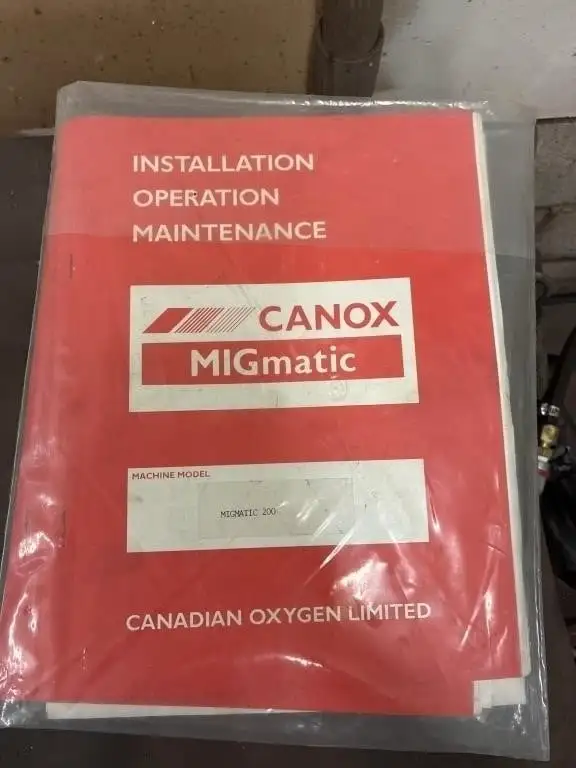 INSTALLATION
OPERATION
MAINTENANCE
CANOX
MIGmatic
MACHINE MODEL
MIGMATIC 200
CANADIAN OXYGEN LIMITED